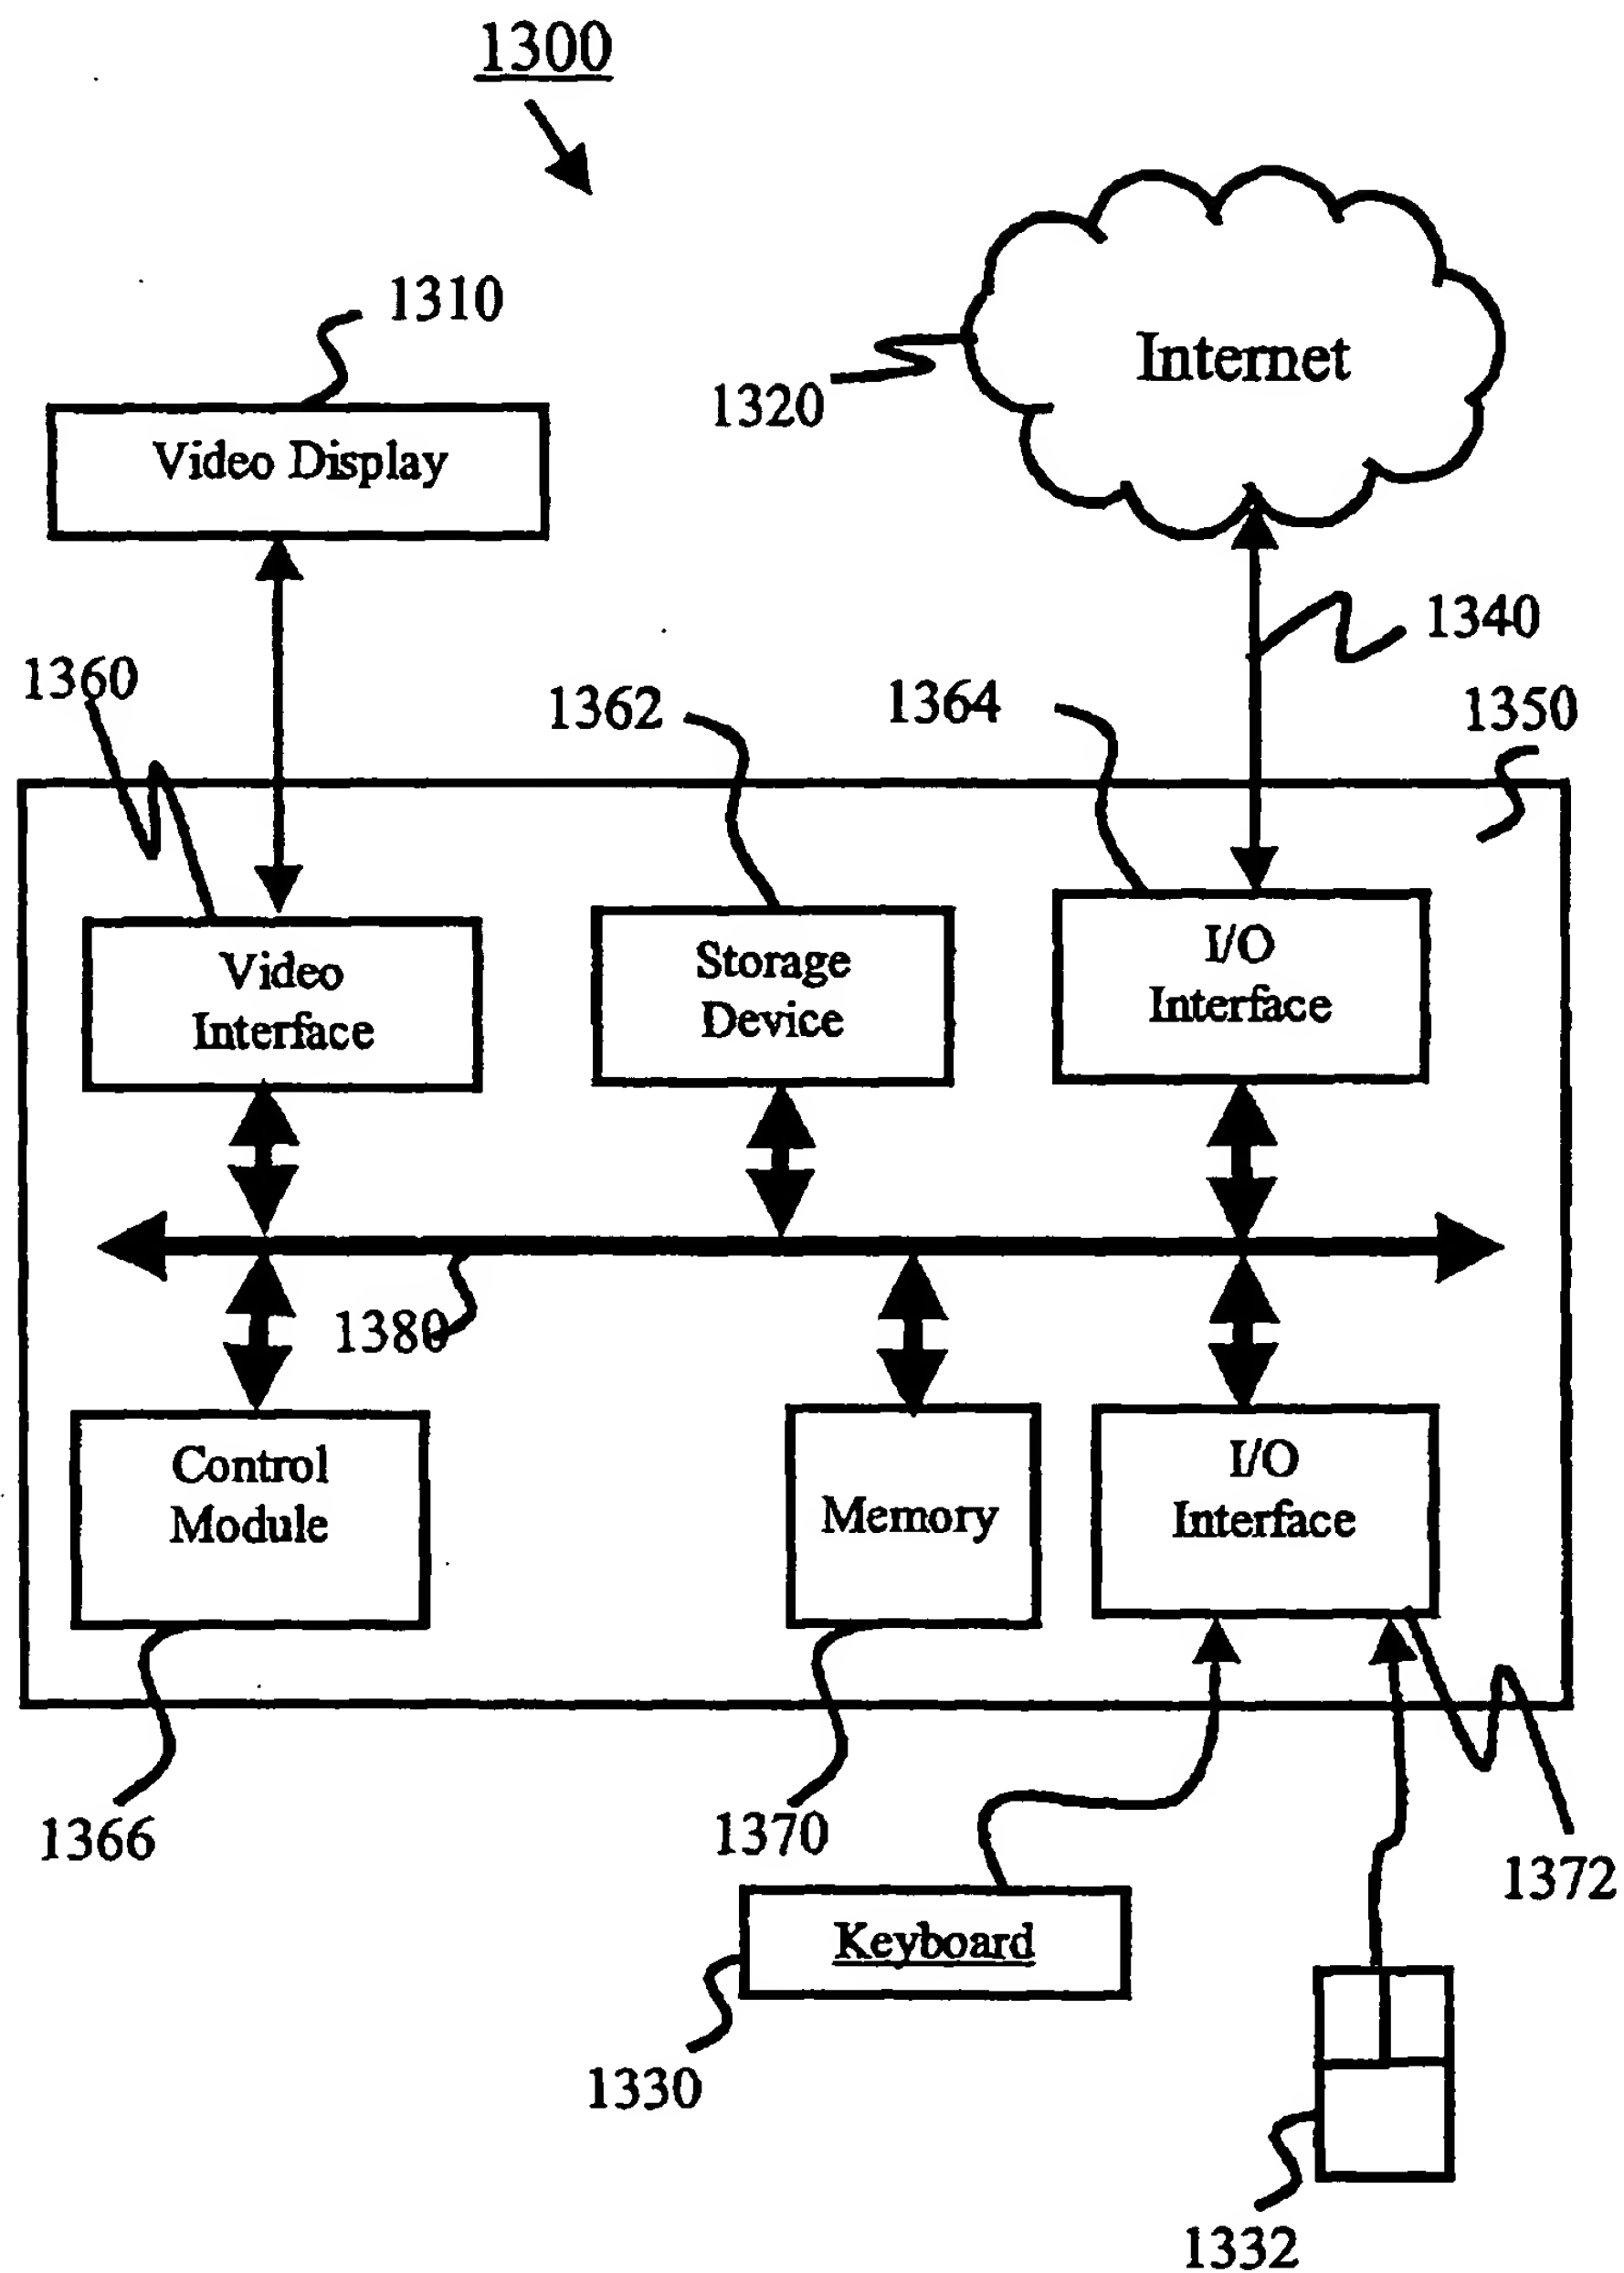 1300
1310
Internet
1320
Video Display
1340
1360
1362
1364
1350
Video
Interface
Storage
Device
I/O
Interface
1380
Control
Module
Memory
I/O
Interface
1366
1370
1372
Keyboard
1330
1332